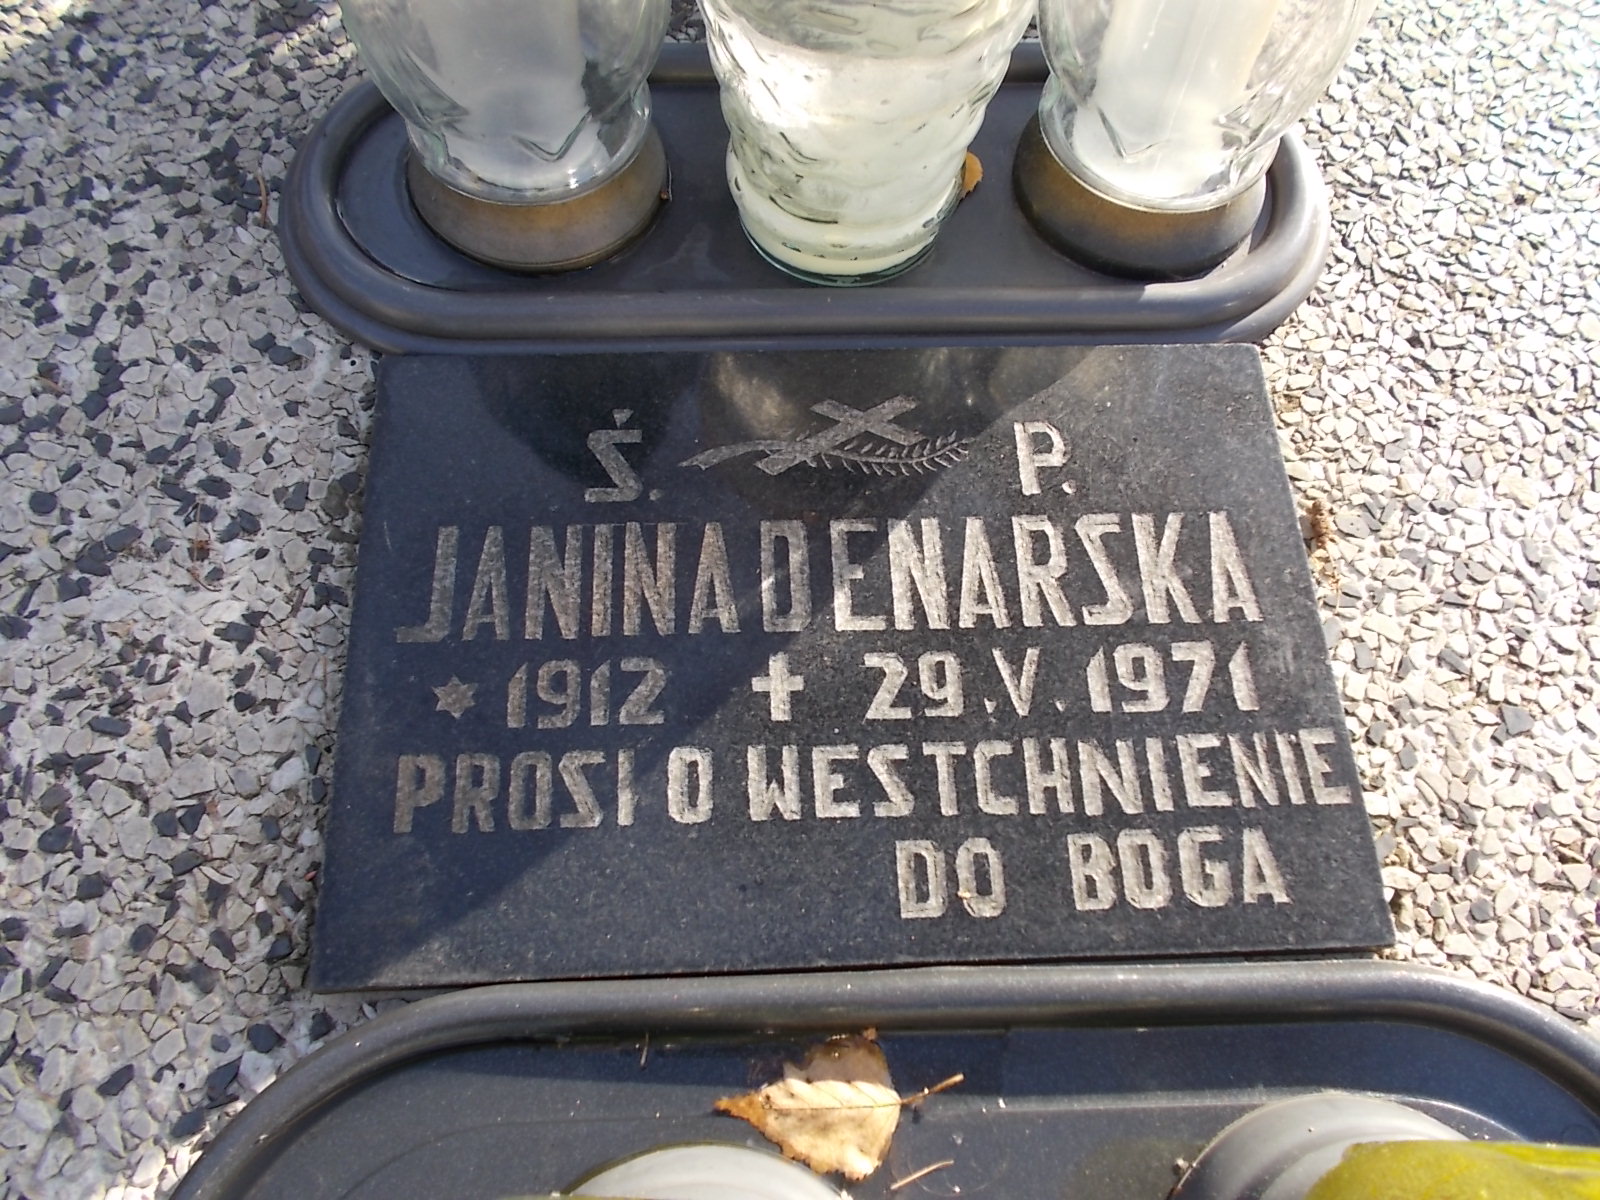 Ś. P.
JANINA DENARSKA
* 1912 + 29.V.1971
PROSI O WESTCHNIENIE
DO BOGA